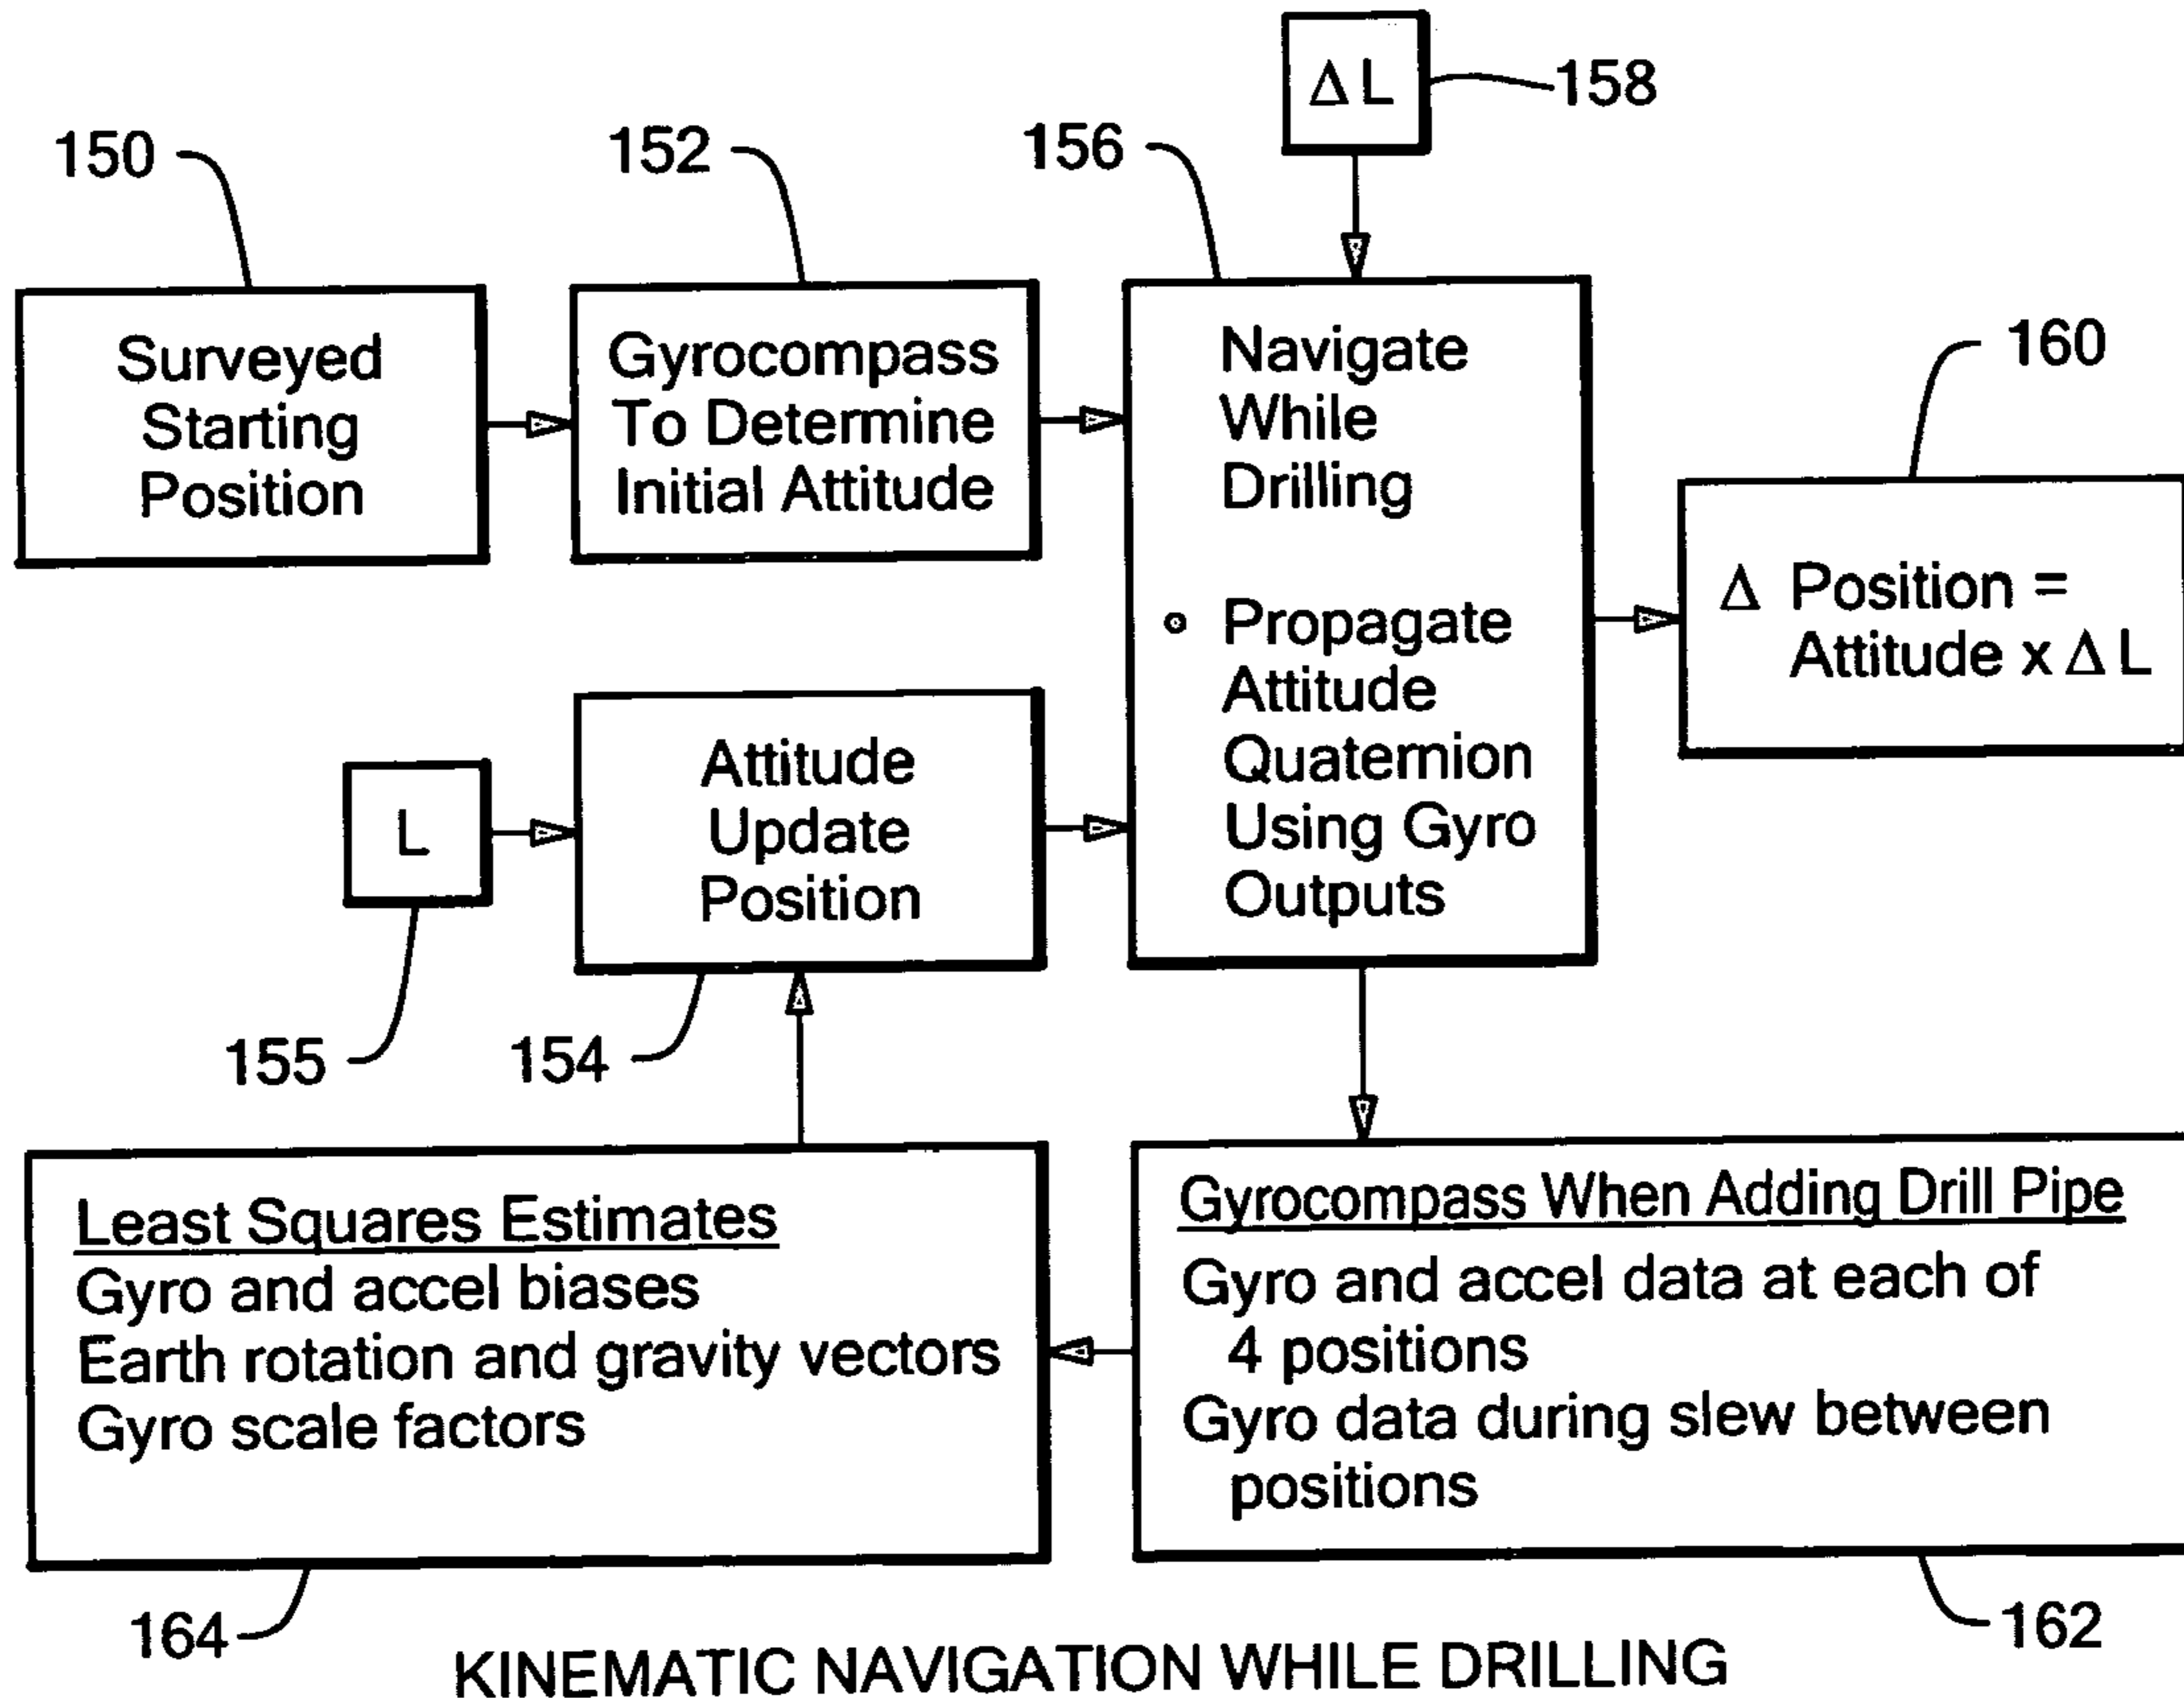 Δ L
158
150
152
156
Surveyed
Starting
Position
Gyrocompass
To Determine
Initial Attitude
Navigate
While
Drilling
• Propagate
Attitude
Quaternion
Using Gyro
Outputs
160
Δ Position =
Attitude x Δ L
L
Attitude
Update
Position
155
154
Least Squares Estimates
Gyro and accel biases
Earth rotation and gravity vectors
Gyro scale factors
Gyrocompass When Adding Drill Pipe
Gyro and accel data at each of
4 positions
Gyro data during slew between
positions
164
162
KINEMATIC NAVIGATION WHILE DRILLING